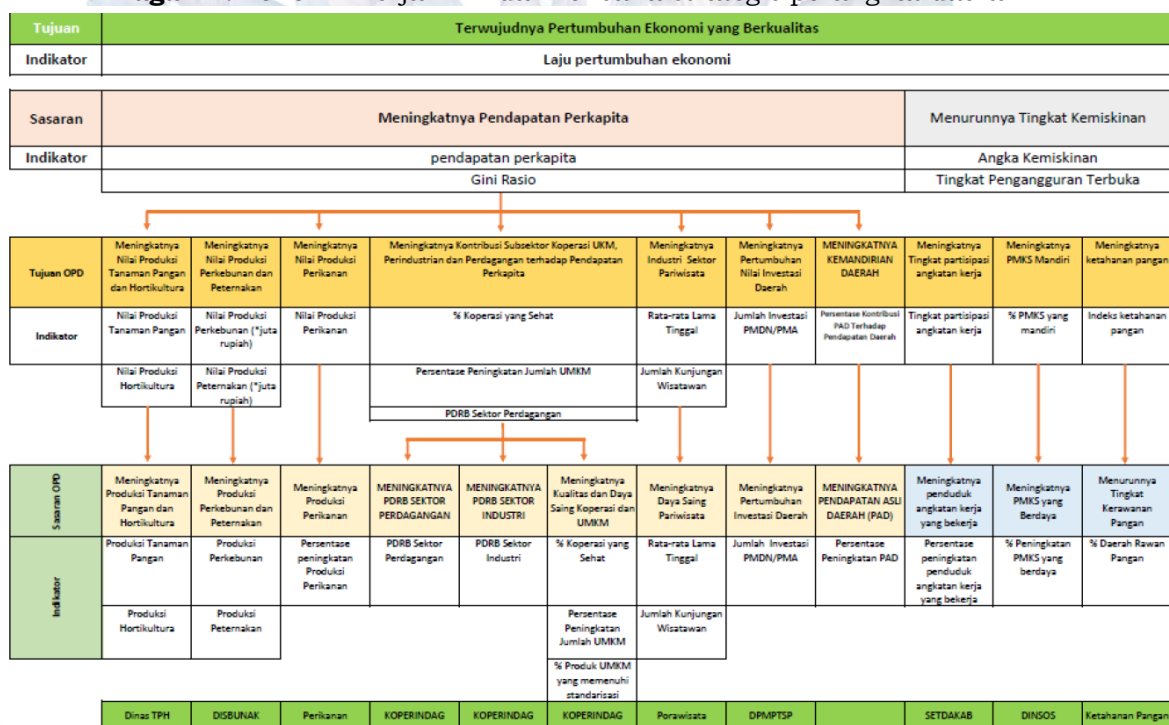 Tujuan
Terwujudnya Pertumbuhan Ekonomi yang Berkualitas
Indikator
Laju pertumbuhan ekonomi
Sasaran
Meningkatnya Pendapatan Perkapita
Menurunnya Tingkat Kemiskinan
Indikator
pendapatan perkapita
Angka Kemiskinan
Gini Rasio
Tingkat Pengangguran Terbuka
Tujuan OPD
Meningkatnya
Nilai Produksi
Tanaman Pangan
dan Hortikultura
Meningkatnya
Nilai Produksi
Perkebunan dan
Peternakan
Meningkatnya
Nilai Produksi
Perikanan
Meningkatnya Kontribusi Subsektor Koperasi UKM,
Perindustrian dan Perdagangan terhadap Pendapatan
Perkapita
Meningkatnya
Industri Sektor
Pariwisata
Meningkatnya
Pertumbuhan
Nilai Investasi
Daerah
MENINGKATNYA
KEMANDIRIAN
DAERAH
Meningkatnya
Tingkat partisipasi
angkatan kerja
Meningkatnya
PMKS Mandiri
Meningkatnya
ketahanan pangan
Indikator
Nilai Produksi
Tanaman Pangan
Nilai Produksi
Perkebunan (*juta
rupiah)
Nilai Produksi
Perikanan
% Koperasi yang Sehat
Rata-rata Lama
Tinggal
Jumlah Investasi
PMDN/PMA
Persentase Kontribusi
PAD Terhadap
Pendapatan Daerah
Tingkat partisipasi
angkatan kerja
% PMKS yang
mandiri
Indeks ketahanan
pangan
Nilai Produksi
Hortikultura
Nilai Produksi
Peternakan (*juta
rupiah)
Persentase Peningkatan Jumlah UMKM
Jumlah Kunjungan
Wisatawan
PDRB Sektor Perdagangan
Sasaran OPD
Meningkatnya
Produksi Tanaman
Pangan dan
Hortikultura
Meningkatnya
Produksi
Perkebunan dan
Peternakan
Meningkatnya
Produksi
Perikanan
MENINGKATNYA
PDRB SEKTOR
PERDAGANGAN
MENINGKATNYA
PDRB SEKTOR
INDUSTRI
Meningkatnya
Kualitas dan Daya
Saing Koperasi dan
UMKM
Meningkatnya
Daya Saing
Pariwisata
Meningkatnya
Pertumbuhan
Investasi Daerah
MENINGKATNYA
PENDAPATAN ASLI
DAERAH (PAD)
Meningkatnya
penduduk
angkatan kerja
yang bekerja
Meningkatnya
PMKS yang
Berdaya
Menurunnya
Tingkat
Kerawanan
Pangan
Indikator
Produksi Tanaman
Pangan
Produksi
Perkebunan
Persentase
peningkatan
Produksi
Perikanan
PDRB Sektor
Perdagangan
PDRB Sektor
Industri
% Koperasi yang
Sehat
Rata-rata Lama
Tinggal
Jumlah Investasi
PMDN/PMA
Persentase
Peningkatan PAD
Persentase
peningkatan
penduduk
angkatan kerja
yang bekerja
% Peningkatan
PMKS yang
berdaya
% Daerah Rawan
Pangan
Produksi
Hortikultura
Produksi
Peternakan
Persentase
Peningkatan
Jumlah UMKM
Jumlah Kunjungan
Wisatawan
% Produk UMKM
yang memenuhi
standarisasi
Dinas TPH
DISBUNAK
Perikanan
KOPERINDAG
KOPERINDAG
KOPERINDAG
Porawisata
DPMPTSP
SETDAKAB
DINSOS
Ketahanan Pangan